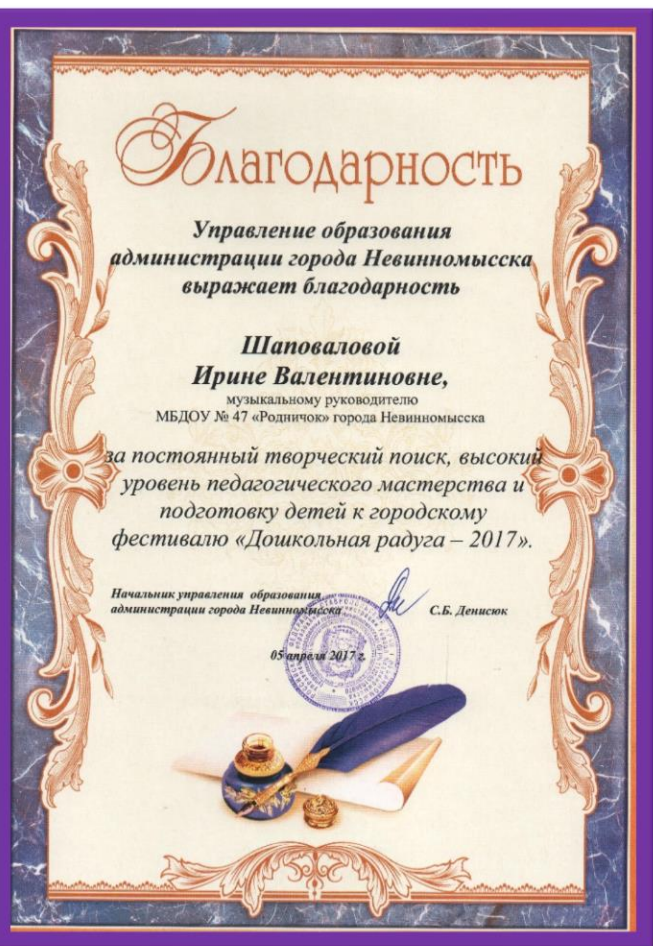 Благодарность
Управление образования
администрации города Невинномысска
выражает благодарность
Шаповаловой
Ирине Валентиновне,
музыкальному руководителю
МБДОУ № 47 «Родничок» города Невинномысска
за постоянный творческий поиск, высокий
уровень педагогического мастерства и
подготовку детей к городскому
фестивалю «Дошкольная радуга – 2017».
Начальник управления образования
администрации города Невинномысска С.Б. Денисюк
05 апреля 2017 г.